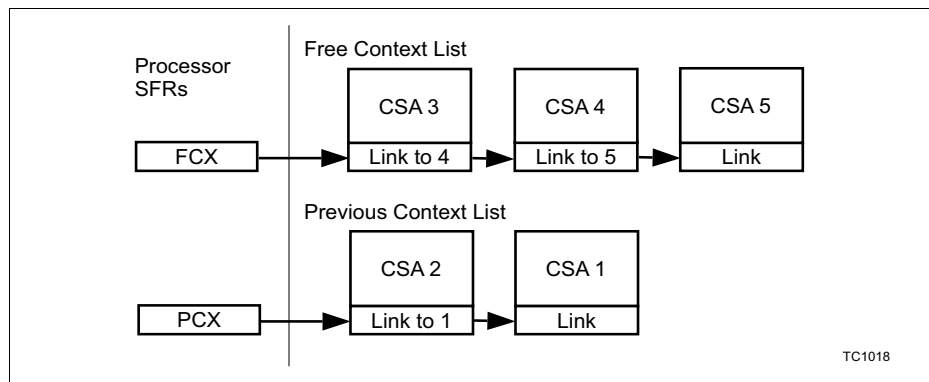 Free Context List
Processor
SFRs
CSA 3
CSA 4
CSA 5
FCX
Link to 4
Link to 5
Link
Previous Context List
CSA 2
CSA 1
PCX
Link to 1
Link
TC1018